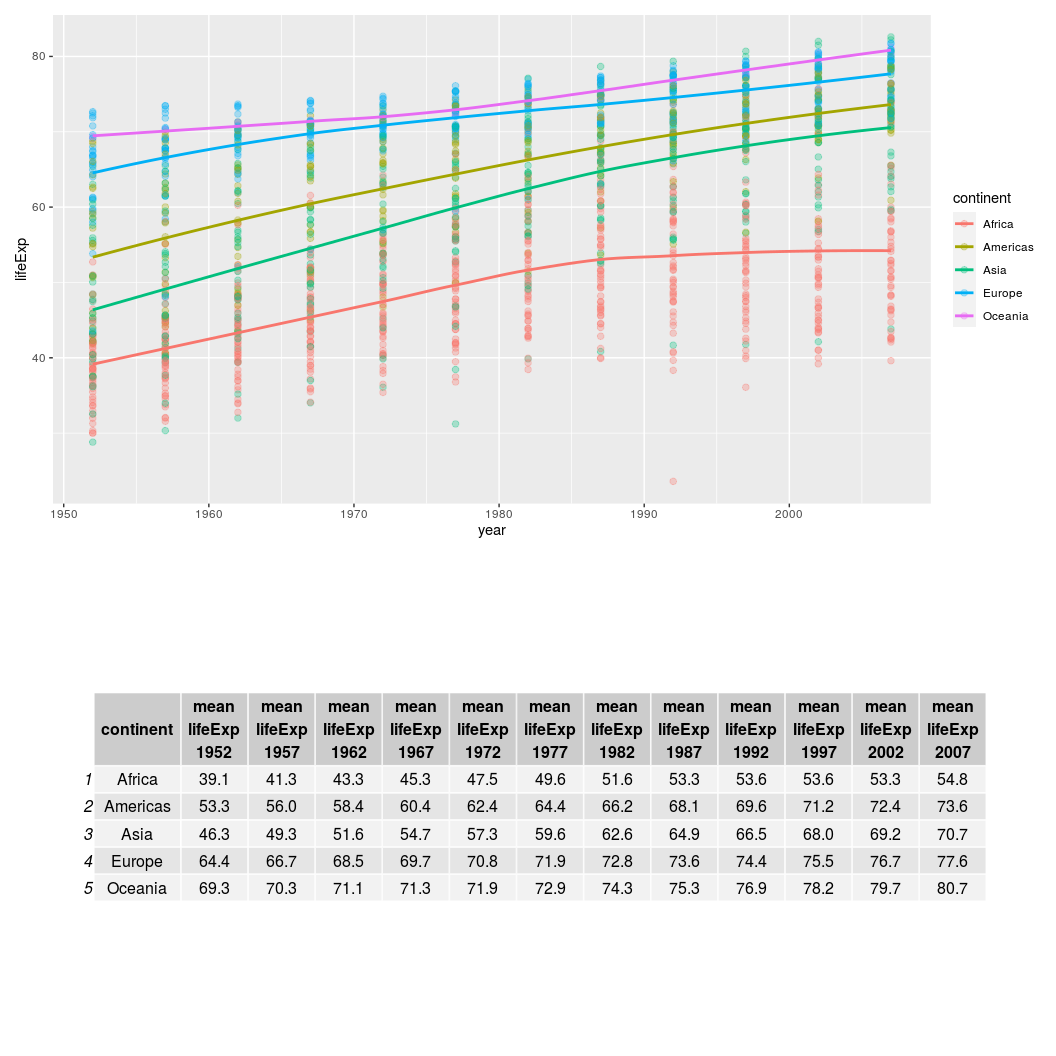 80
60
40
lifeExp
1950 1960 1970 1980 1990 2000
year
continent
Africa
Americas
Asia
Europe
Oceania
mean mean mean mean mean mean mean mean mean mean mean mean
continent lifeExp lifeExp lifeExp lifeExp lifeExp lifeExp lifeExp lifeExp lifeExp lifeExp lifeExp lifeExp
1952 1957 1962 1967 1972 1977 1982 1987 1992 1997 2002 2007
1 Africa 39.1 41.3 43.3 45.3 47.5 49.6 51.6 53.3 53.6 53.6 53.3 54.8
2 Americas 53.3 56.0 58.4 60.4 62.4 64.4 66.2 68.1 69.6 71.2 72.4 73.6
3 Asia 46.3 49.3 51.6 54.7 57.3 59.6 62.6 64.9 66.5 68.0 69.2 70.7
4 Europe 64.4 66.7 68.5 69.7 70.8 71.9 72.8 73.6 74.4 75.5 76.7 77.6
5 Oceania 69.3 70.3 71.1 71.3 71.9 72.9 74.3 75.3 76.9 78.2 79.7 80.7